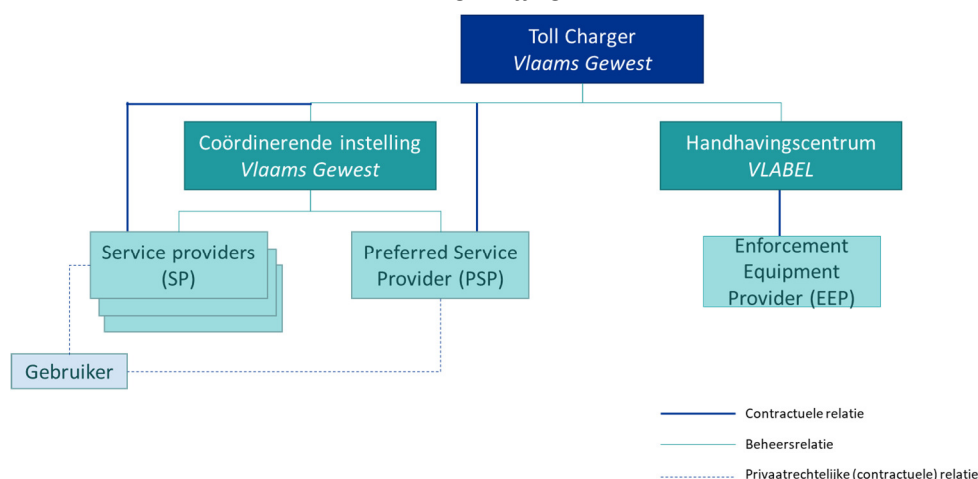 Toll Charger
Vlaams Gewest
Coördinerende instelling
Vlaams Gewest
Handhavingscentrum
VLABEL
Service providers
(SP)
Preferred Service
Provider (PSP)
Enforcement
Equipment
Provider (EEP)
Gebruiker
Contractuele relatie
Beheersrelatie
Privaatrechtelijke (contractuele) relatie